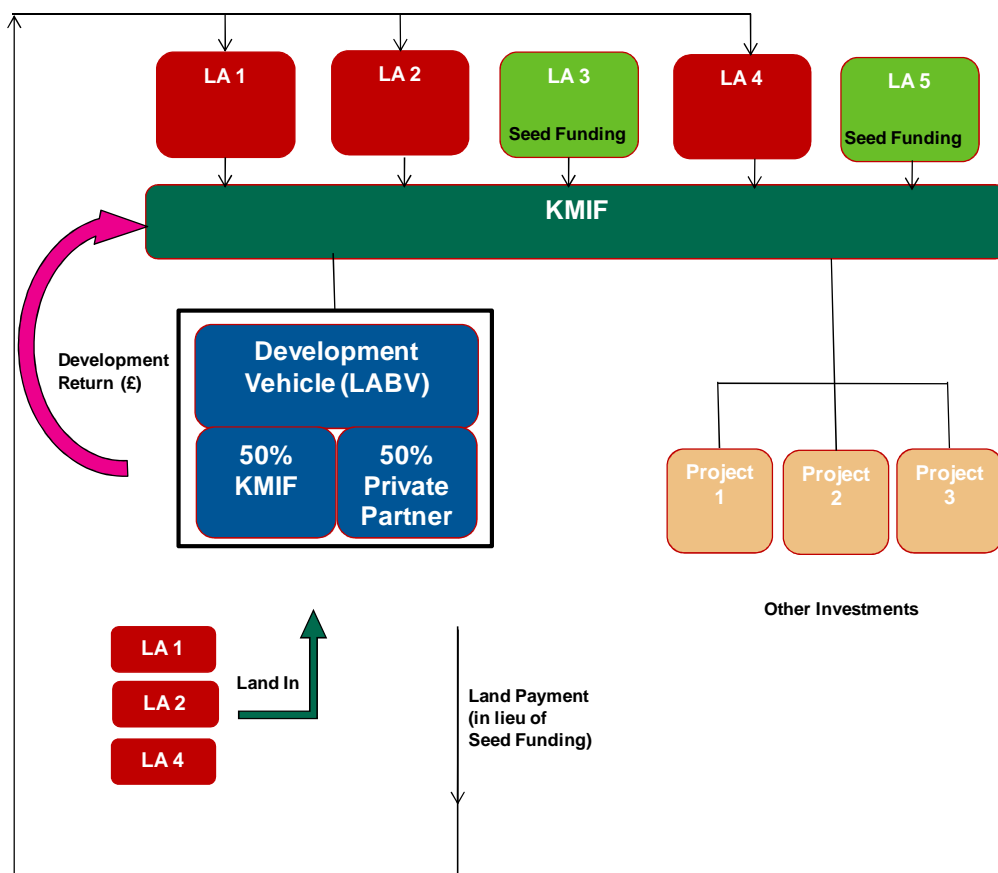 LA 1
LA 2
LA 3
LA 4
LA 5
Seed Funding
Seed Funding
KMIF
Development
Return (£)
Development
Vehicle (LABV)
50%
KMIF
50%
Private
Partner
Project
1
Project
2
Project
3
Other Investments
LA 1
LA 2
LA 4
Land In
Land Payment
(in lieu of
Seed Funding)